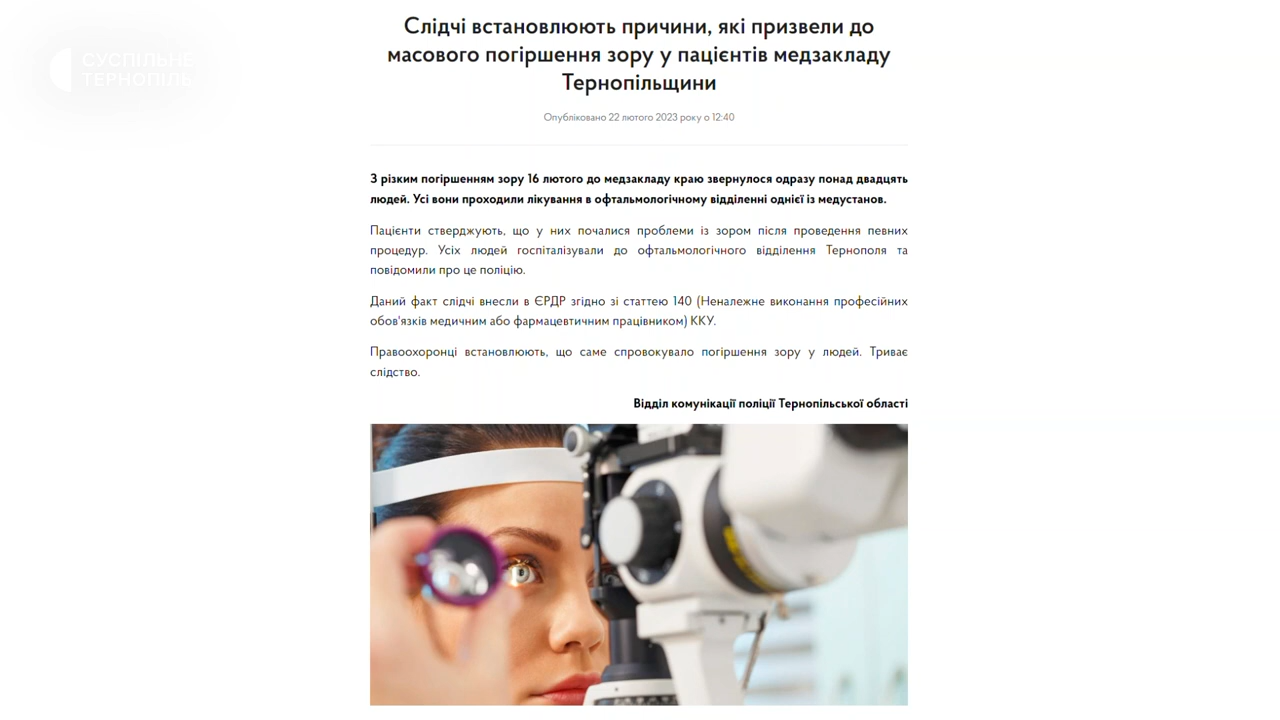 СУСПІЛЬНЕ
ТЕРНОПІЛЬ
Слідчі встановлюють причини, які призвели до
масового погіршення зору у пацієнтів медзакладу
Тернопільщини
Опубліковано 22 лютого 2023 року о 12:40
З різким погіршенням зору 16 лютого до медзакладу краю звернулося одразу понад двадцять
людей. Усі вони проходили лікування в офтальмологічному відділенні однієї із медустанов.
Пацієнти стверджують, що у них почалися проблеми із зором після проведення певних
процедур. Усіх людей госпіталізували до офтальмологічного відділення Тернополя та
повідомили про це поліцію.
Даний факт слідчі внесли в ЄРДР згідно зі статтею 140 (Неналежне виконання професійних
обов'язків медичним або фармацевтичним працівником) ККУ.
Правоохоронці встановлюють, що саме спровокувало погіршення зору у людей. Триває
слідство.
Відділ комунікації поліції Тернопільської області